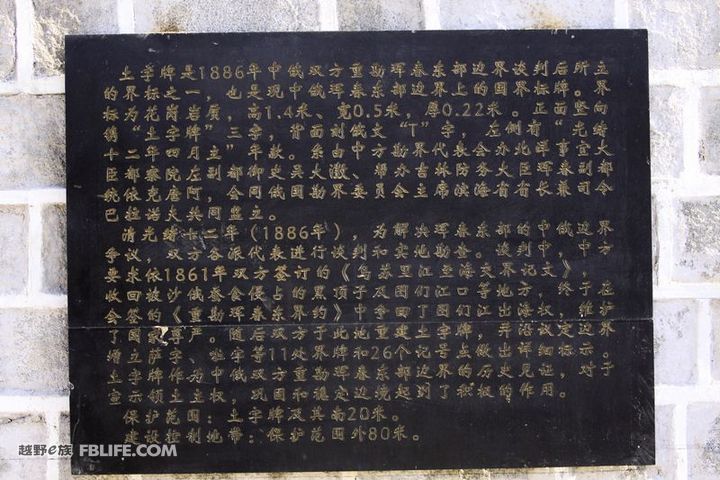 土字牌是1886年中俄双方重勘珲春东部边界谈判后所立
的界标之一，也是现中俄珲春东部边界上的国界界标。
标为花岗岩质，高1.4米、宽0.5米，厚0.22米。正面向
镌“土字牌”三字，背面刻俄文“T”字，左侧有竖光绪
十二年四月立”年款。系由中方勘界代表会办北洋事宜
臣都察院左副都御史吴大澂、帮办吉林防务大臣珲春副
统依克唐阿，会同俄国勘界委员会主席滨海省省长兼司令
巴拉诺夫共同竖立。
清光绪十二年（1886年），为解决珲春东部的中俄边界
争议，双方各派代表进行谈判和实地勘查。谈判中，中方
要求依1861年双方签订的《乌苏里江至海交界记文》，
收回被沙俄蚕食侵占的黑顶子及图们江口等地方，终在
会签的《珲春东界约》中争回了图们江出海权，维护
了国家尊严。随后双方于此地重建土字牌，并沿议定边界
增立萨字、啦字等11处界牌和26个记号点，做出详细标示。
土字牌作为中俄双方重勘珲春东部边界的历史见证，对于
宣示领土主权，巩固和稳定边境起到了积极的作用。
保护范围：土字牌及其南20米。
建设控制地带：保护范围外80米。
越野e族 FBLIFE.COM